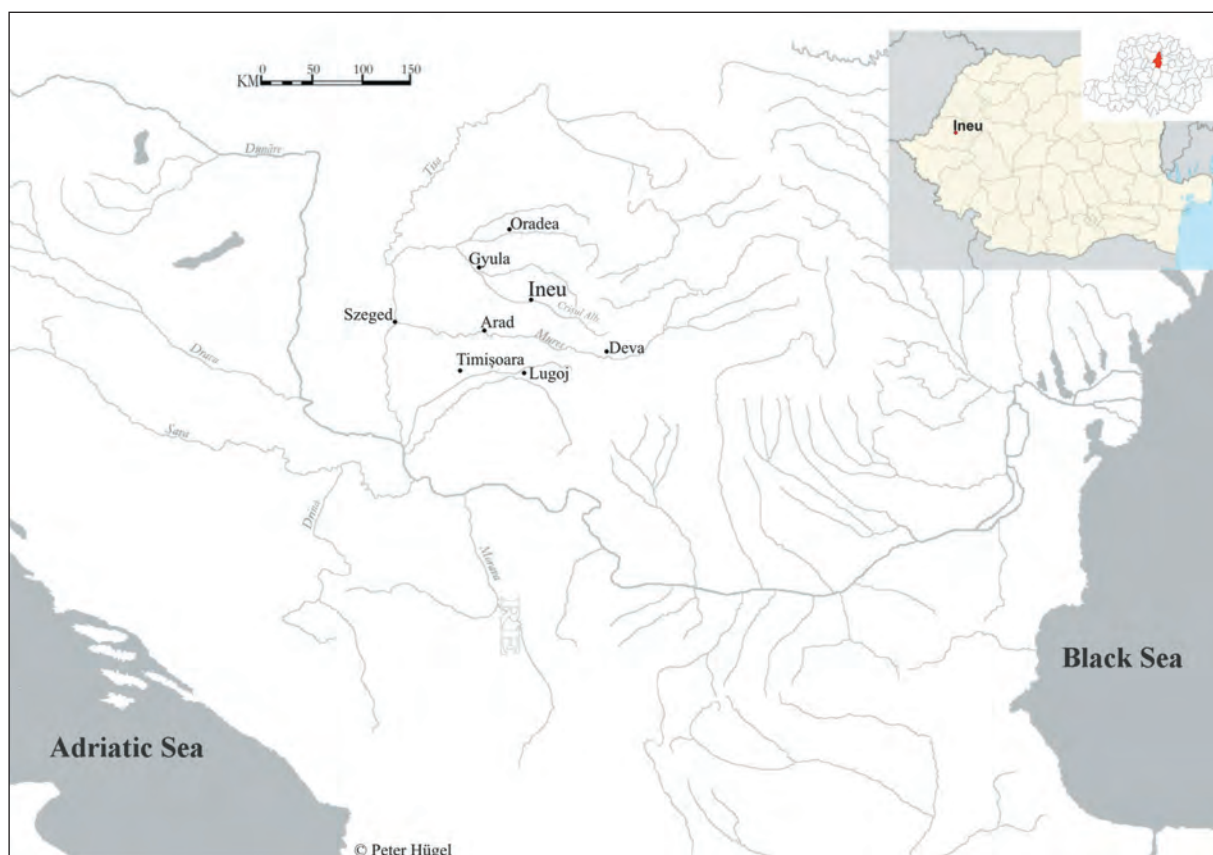 0 50 100 150
KM
Ineu
Dunăre
Tisa
Oradea
Gyula
Ineu
Crișul Alb
Szeged
Arad
Mureș
Deva
Timișoara
Lugoj
Drava
Sava
Drina
Morava
Black Sea
Adriatic Sea
© Peter Hügel